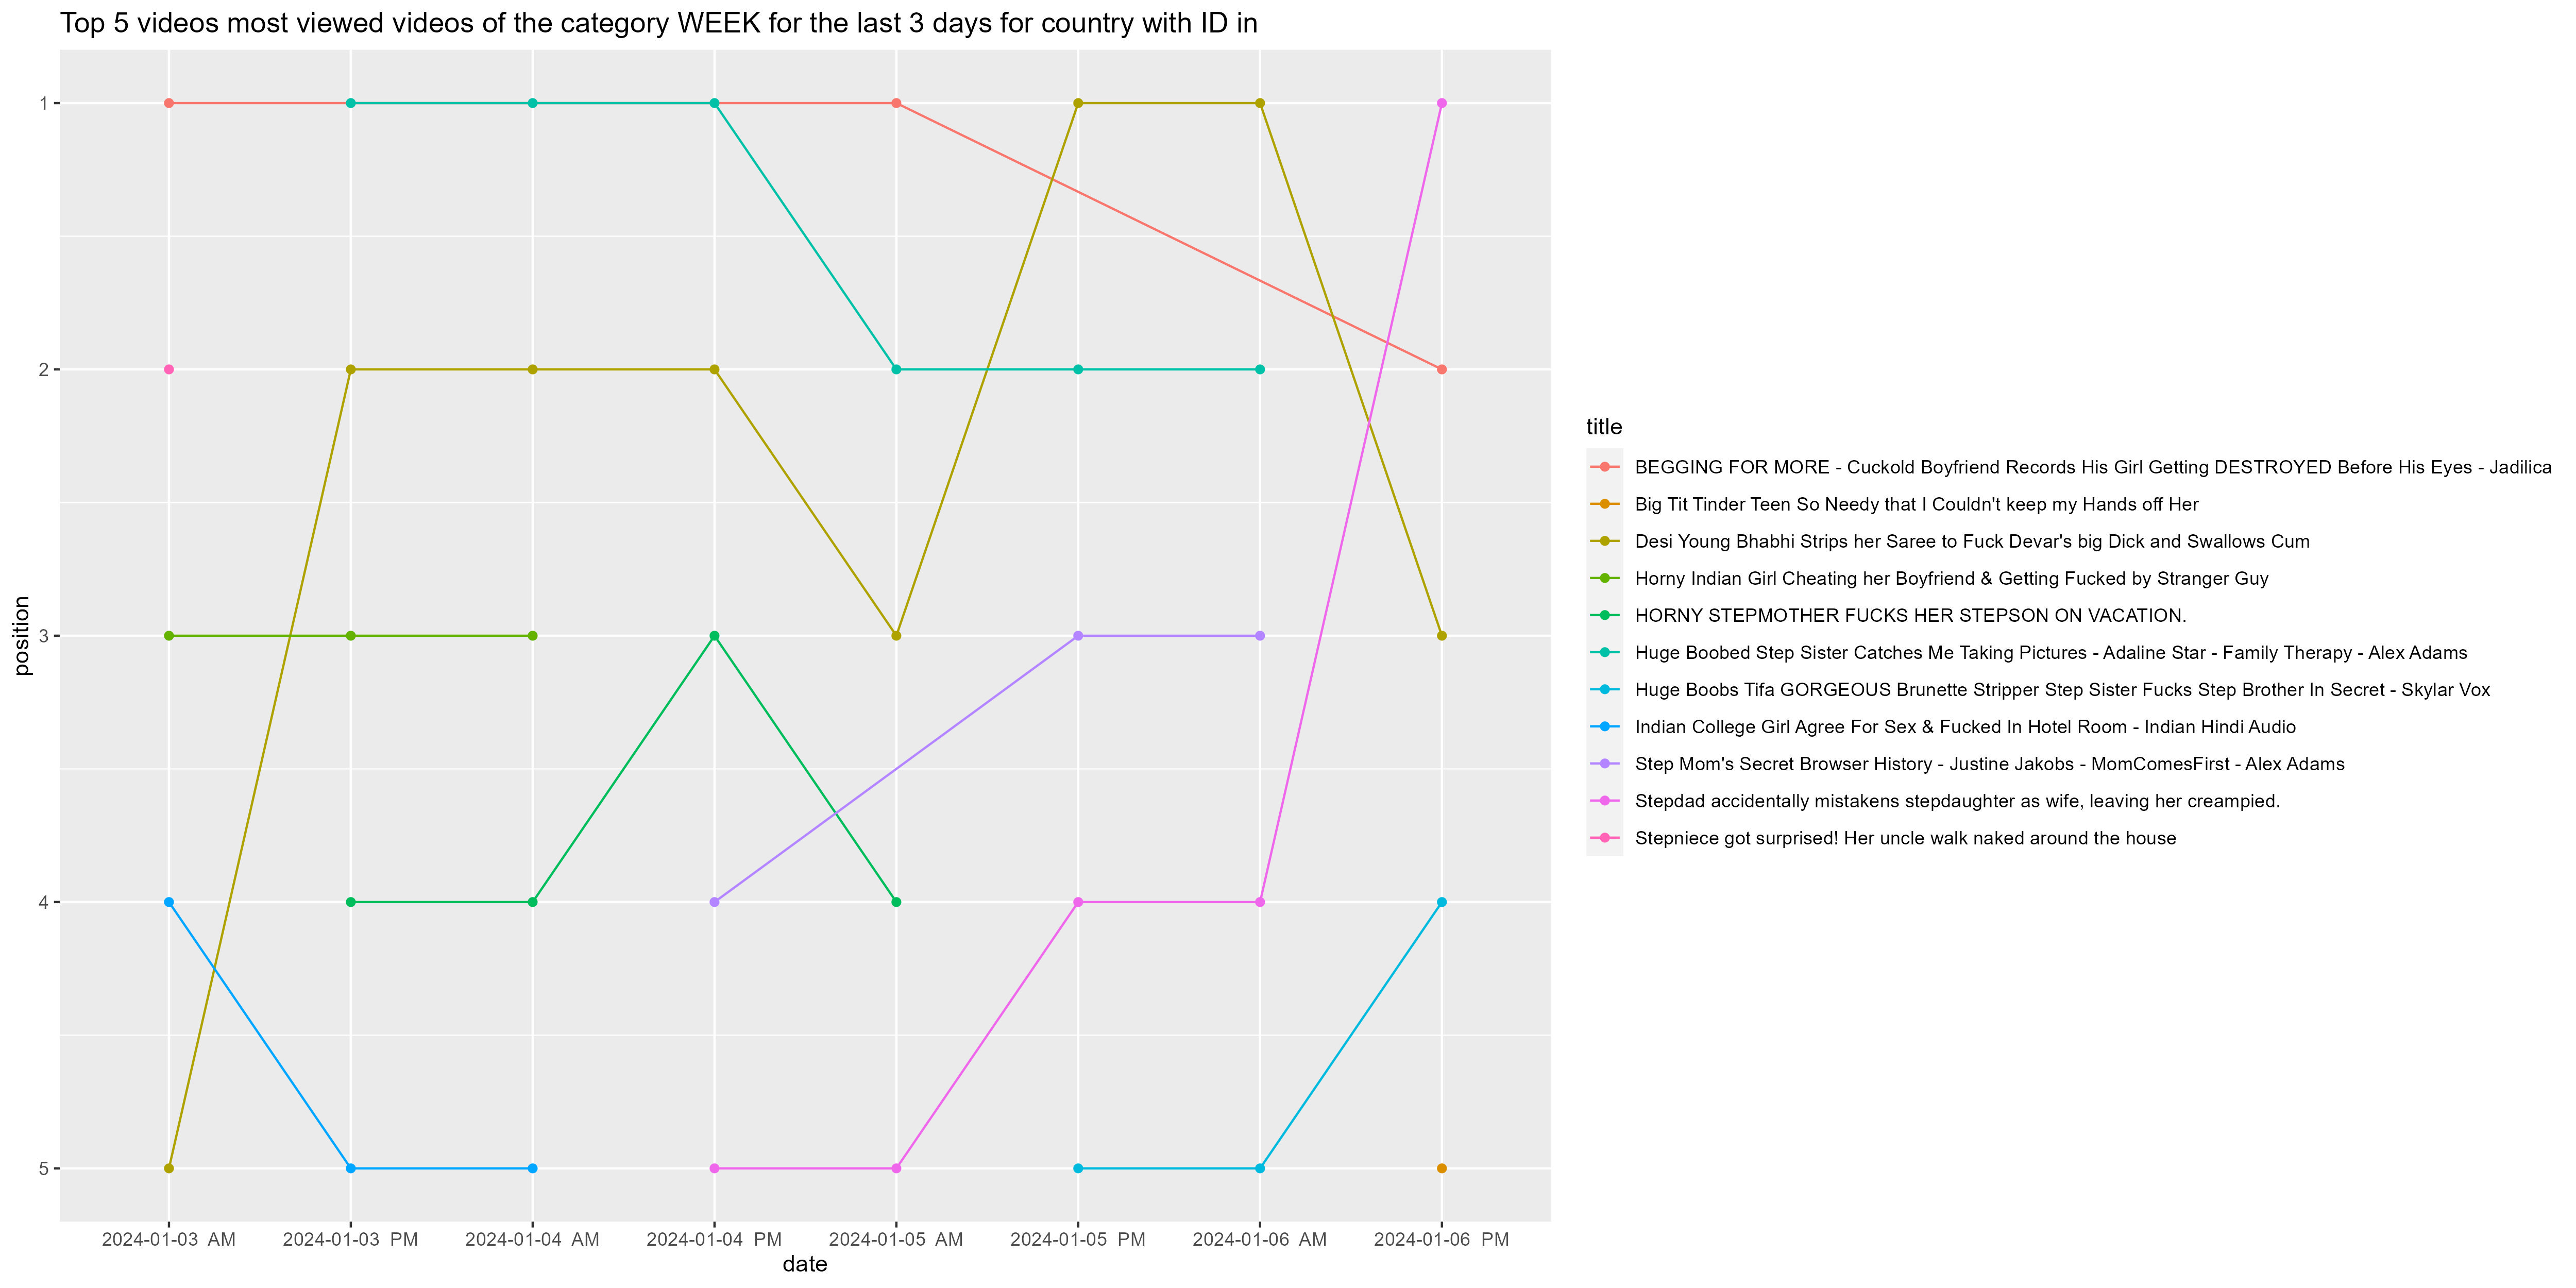 Top 5 videos most viewed videos of the category WEEK for the last 3 days for country with ID in
position
1
2
3
4
5
2024-01-03 AM
2024-01-03 PM
2024-01-04 AM
2024-01-04 PM
2024-01-05 AM
2024-01-05 PM
2024-01-06 AM
2024-01-06 PM
date
title
BEGGING FOR MORE - Cuckold Boyfriend Records His Girl Getting DESTROYED Before His Eyes - Jadilica
Big Tit Tinder Teen So Needy that I Couldn't keep my Hands off Her
Desi Young Bhabhi Strips her Saree to Fuck Devar's big Dick and Swallows Cum
Horny Indian Girl Cheating her Boyfriend & Getting Fucked by Stranger Guy
HORNY STEPMOTHER FUCKS HER STEPSON ON VACATION.
Huge Boobed Step Sister Catches Me Taking Pictures - Adaline Star - Family Therapy - Alex Adams
Huge Boobs Tifa GORGEOUS Brunette Stripper Step Sister Fucks Step Brother In Secret - Skylar Vox
Indian College Girl Agree For Sex & Fucked In Hotel Room - Indian Hindi Audio
Step Mom's Secret Browser History - Justine Jakobs - MomComesFirst - Alex Adams
Stepdad accidentally mistakens stepdaughter as wife, leaving her creampied.
Stepniece got surprised! Her uncle walk naked around the house